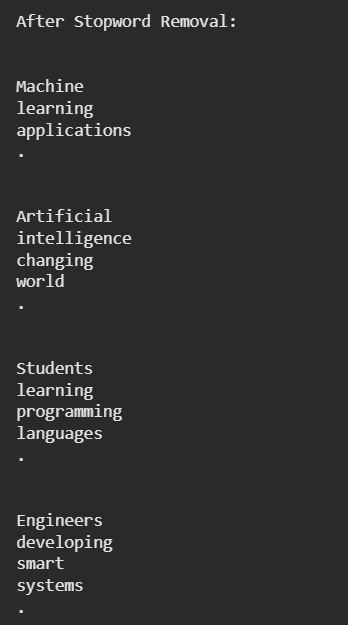 After Stopword Removal:
Machine
learning
applications
.
Artificial
intelligence
changing
world
.
Students
learning
programming
languages
.
Engineers
developing
smart
systems
.